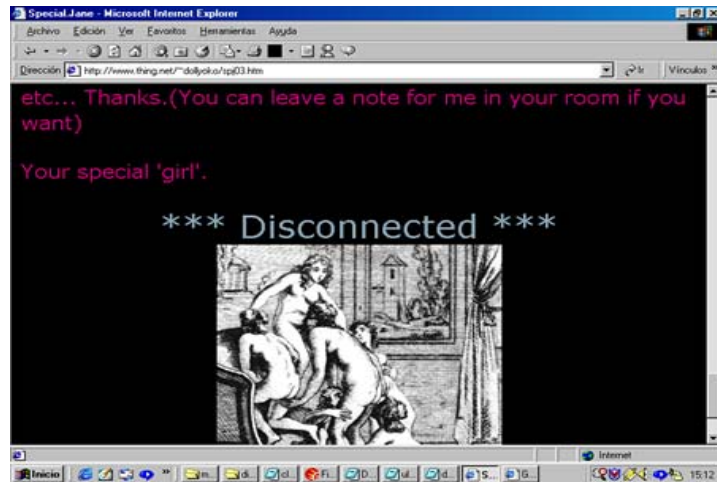 Special.Jane - Microsoft Internet Explorer
Archivo Edición Ver Favoritos Herramientas Ayuda
Dirección http://www.thing.net/~dollyoko/spj03.htm Ir Vínculos »
etc... Thanks.(You can leave a note for me in your room if you
want)
Your special 'girl'.
*** Disconnected ***
Internet
Inicio » 15:12